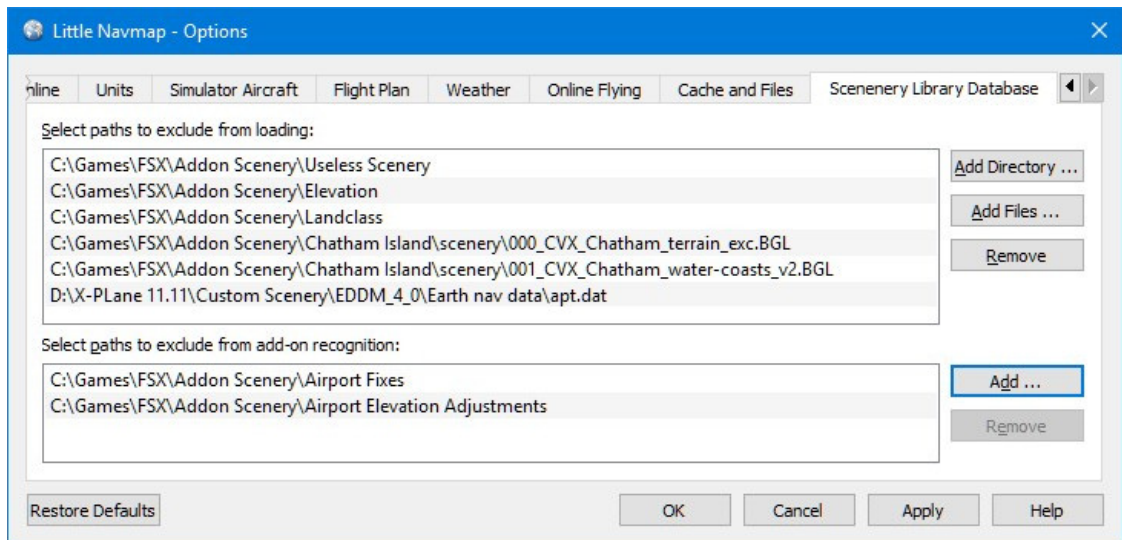 Little Navmap - Options
nline Units Simulator Aircraft Flight Plan Weather Online Flying Cache and Files Scenenery Library Database
Select paths to exclude from loading:
C:\Games\FSX\Addon Scenery\Useless Scenery
C:\Games\FSX\Addon Scenery\Elevation
C:\Games\FSX\Addon Scenery\Landclass
C:\Games\FSX\Addon Scenery\Chatham Island\scenery\000_CVX_Chatham_terrain_exc.BGL
C:\Games\FSX\Addon Scenery\Chatham Island\scenery\001_CVX_Chatham_water-coasts_v2.BGL
D:\X-PLane 11.11\Custom Scenery\EDDM_4_0\Earth nav data\apt.dat
Add Directory ...
Add Files ...
Remove
Select paths to exclude from add-on recognition:
C:\Games\FSX\Addon Scenery\Airport Fixes
C:\Games\FSX\Addon Scenery\Airport Elevation Adjustments
Add ...
Remove
Restore Defaults OK Cancel Apply Help